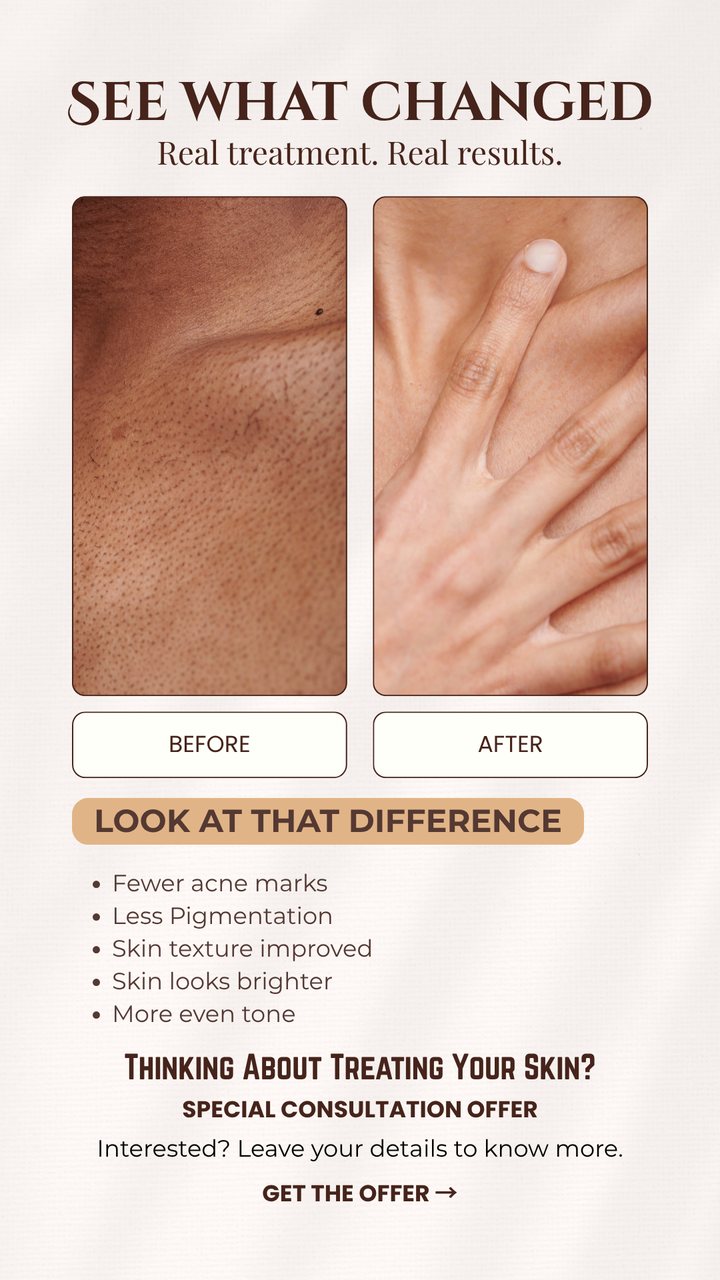 SEE WHAT CHANGED
Real treatment. Real results.
BEFORE
AFTER
LOOK AT THAT DIFFERENCE
• Fewer acne marks
• Less Pigmentation
• Skin texture improved
• Skin looks brighter
• More even tone
Thinking About Treating Your Skin?
SPECIAL CONSULTATION OFFER
Interested? Leave your details to know more.
GET THE OFFER →